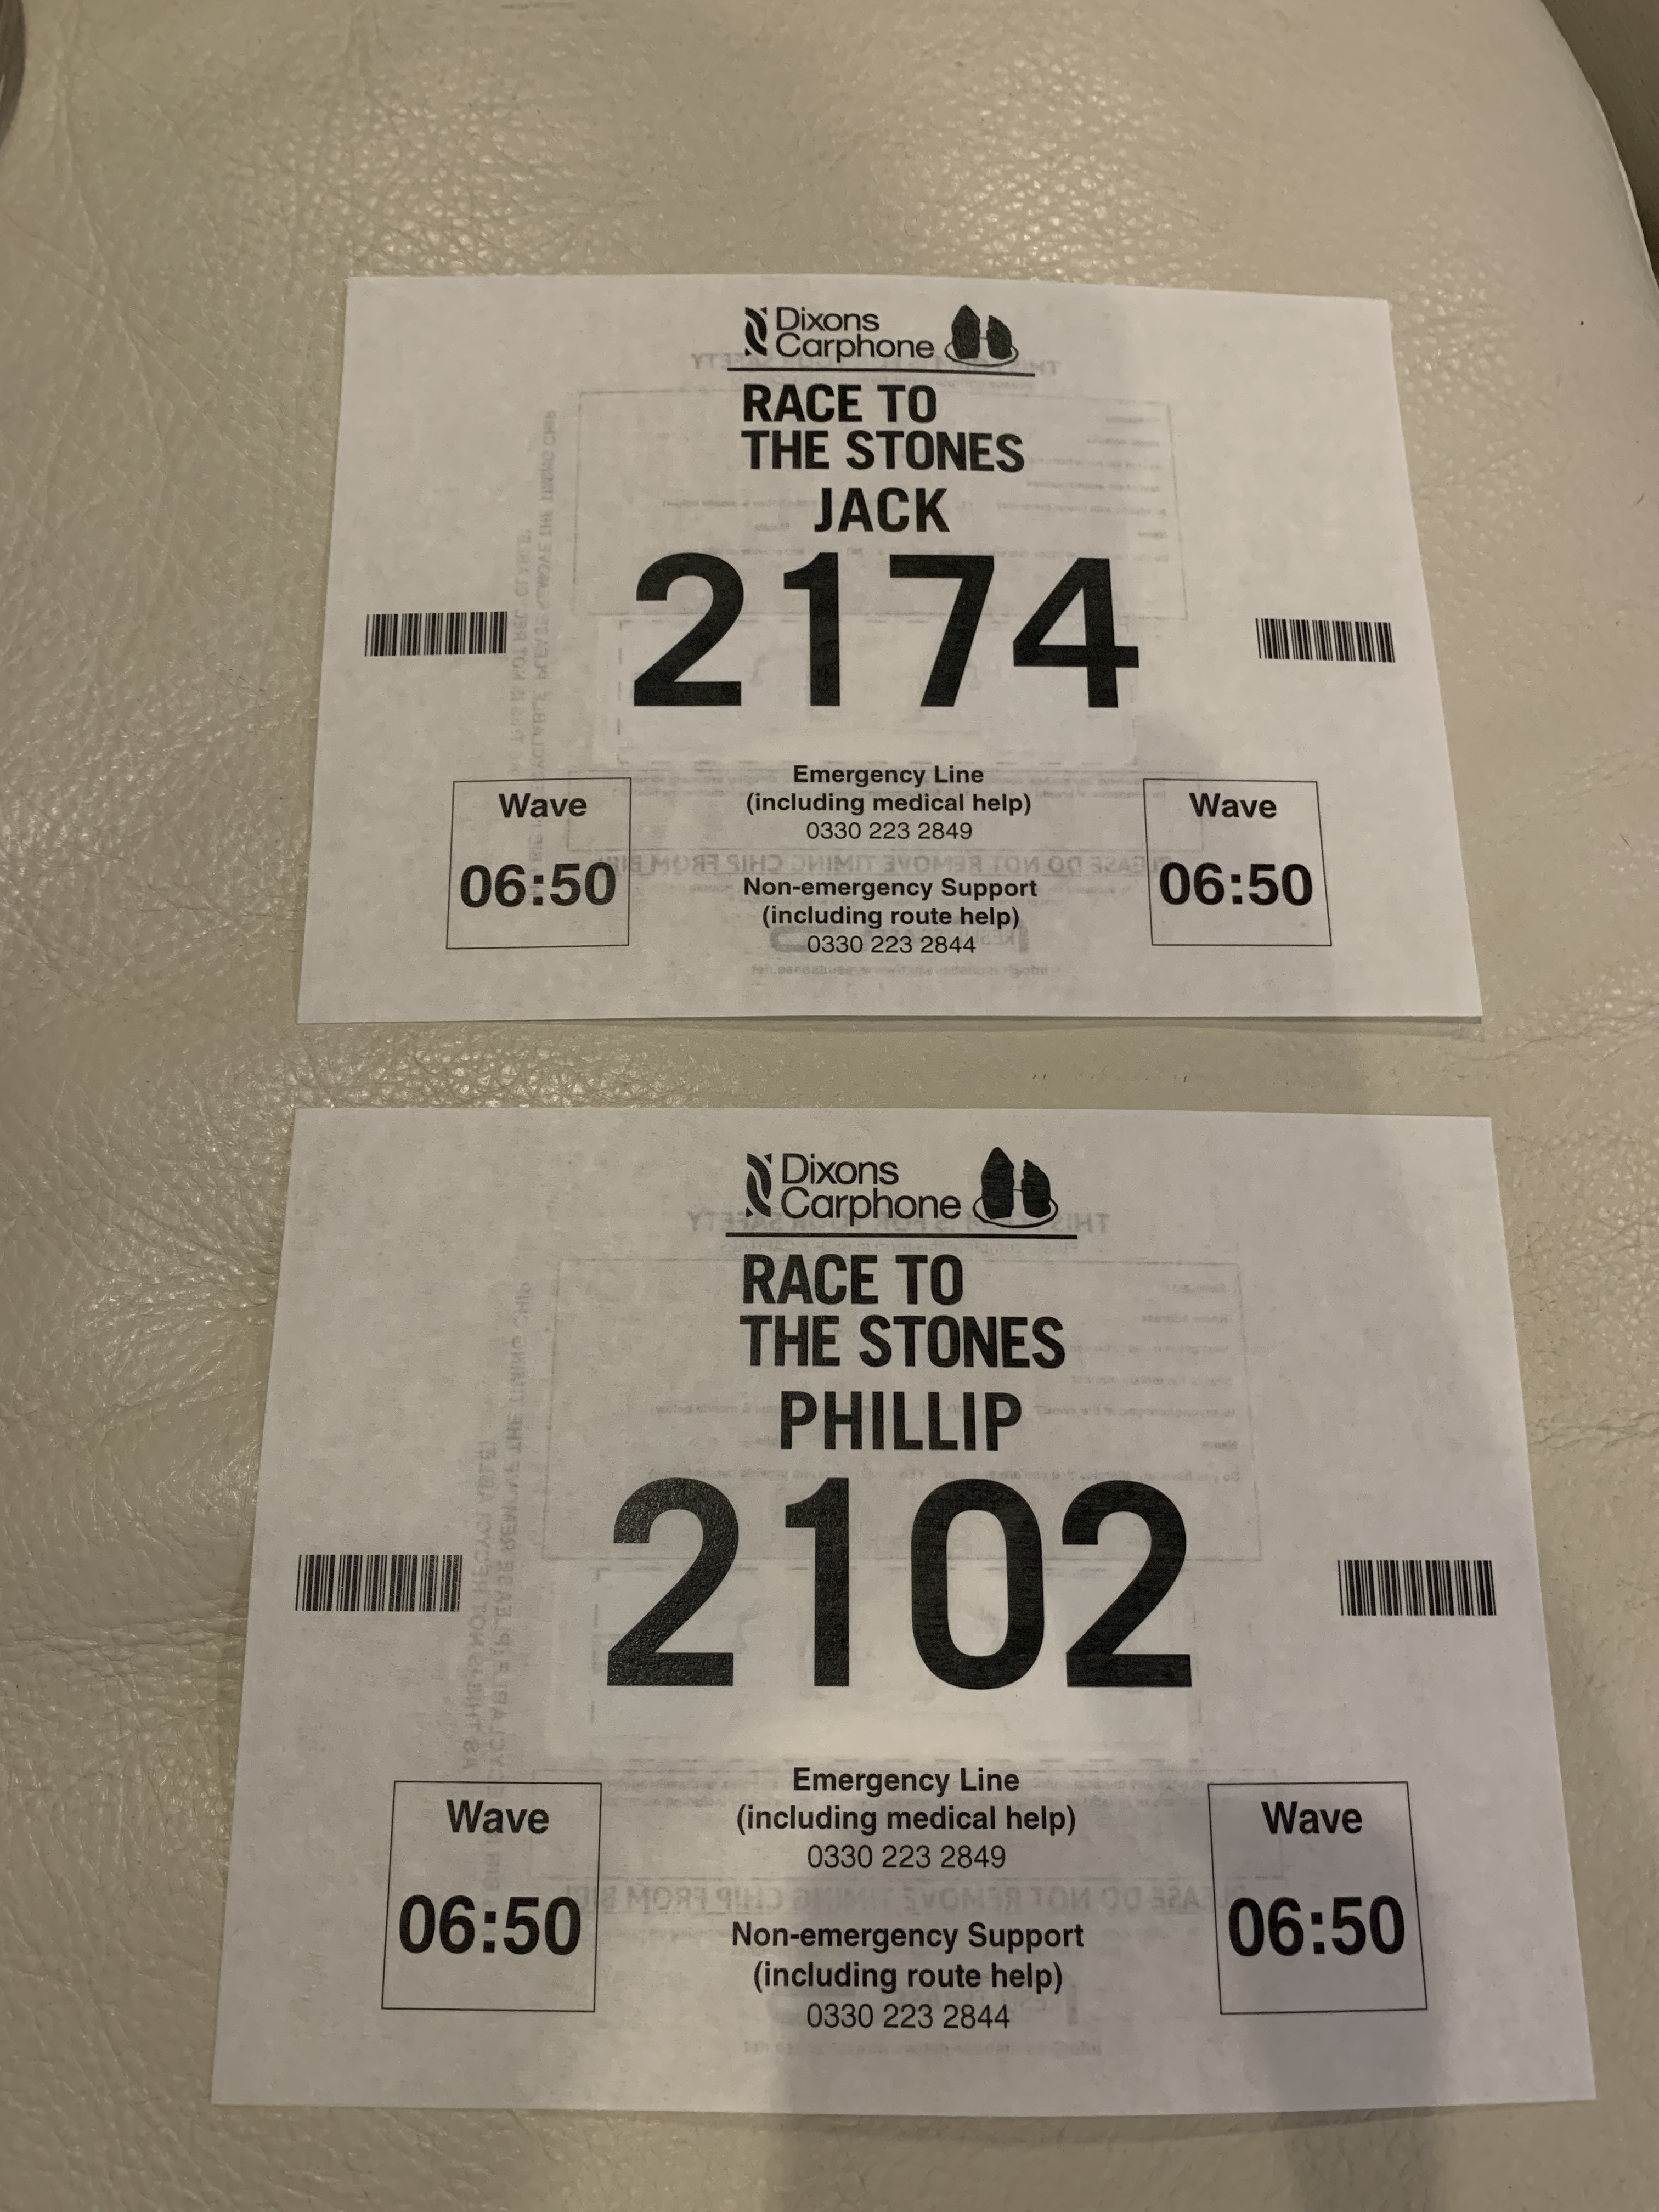 Dixons
Carphone
RACE TO
THE STONES
JACK
2174
Wave
06:50
Emergency Line
(including medical help)
0330 223 2849
Non-emergency Support
(including route help)
0330 223 2844
Wave
06:50
Dixons
Carphone
RACE TO
THE STONES
PHILLIP
2102
Wave
06:50
Emergency Line
(including medical help)
0330 223 2849
Non-emergency Support
(including route help)
0330 223 2844
Wave
06:50